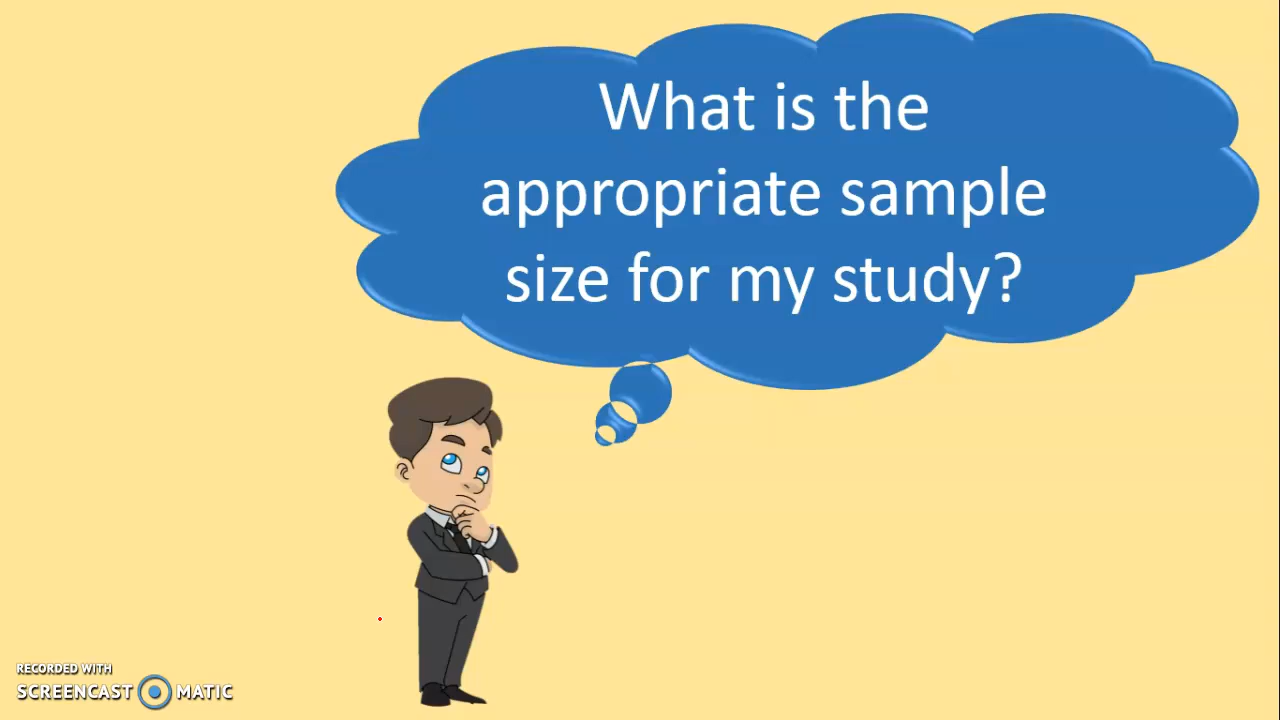 What is the
appropriate sample
size for my study?
RECORDED WITH
SCREENCAST MATIC